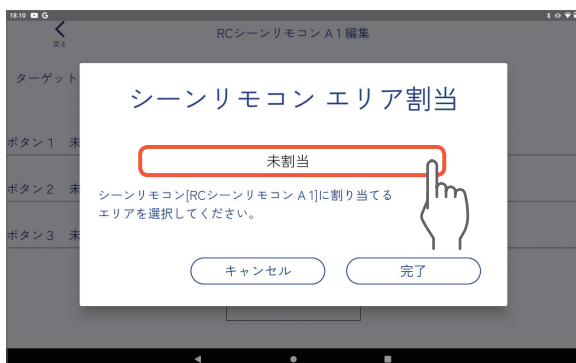 18:10 G
戻る
RCシーンリモコン A 1 編集
ターゲット
シーンリモコン エリア割当
未割当
ボタン 1 未
ボタン 2 未
シーンリモコン[RCシーンリモコン A 1]に割り当てる
エリアを選択してください。
ボタン 3 未
キャンセル
完了